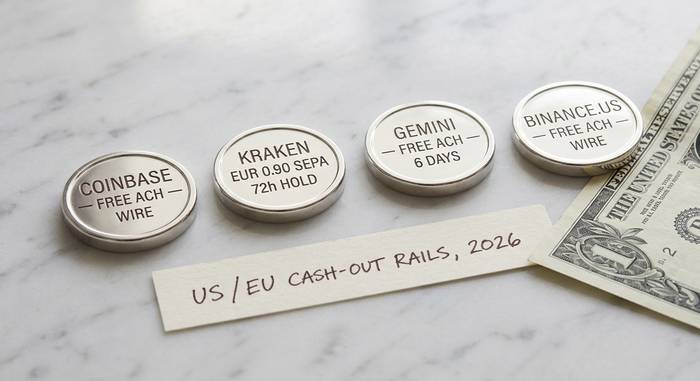 COINBASE
FREE ACH
WIRE
KRAKEN
EUR 0.90 SEPA
72h HOLD
GEMINI
FREE ACH
6 DAYS
BINANCE.US
FREE ACH
WIRE
US/EU CASH-OUT RAILS, 2026
THE UNITED STATES